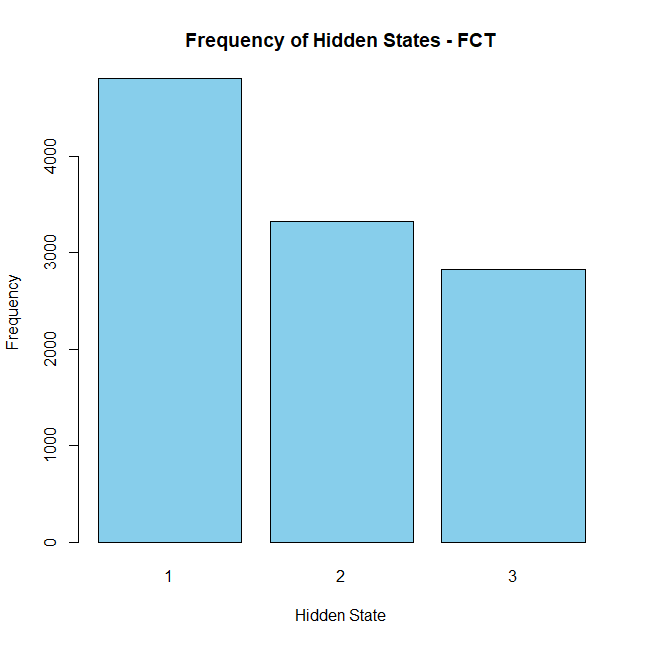 Frequency of Hidden States - FCT
Frequency
4000
3000
2000
1000
0
1 2 3
Hidden State